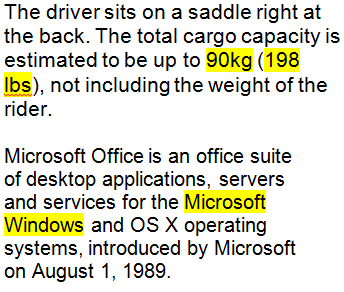 The driver sits on a saddle right at
the back. The total cargo capacity is
estimated to be up to 90kg (198
lbs), not including the weight of the
rider.
Microsoft Office is an office suite
of desktop applications, servers
and services for the Microsoft
Windows and OS X operating
systems, introduced by Microsoft
on August 1, 1989.